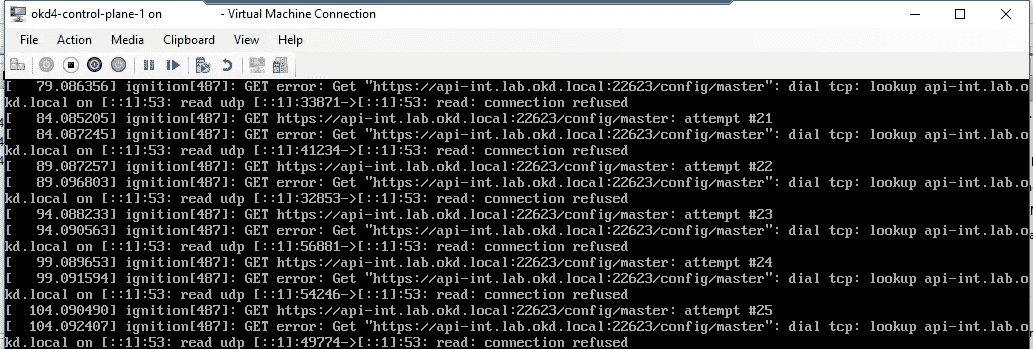 okd4-control-plane-1 on - Virtual Machine Connection
File Action Media Clipboard View Help
[ 79.086356] ignition[487]: GET error: Get "https://api-int.lab.okd.local:22623/config/master": dial tcp: lookup api-int.lab.o
kd.local on [::1]:53: read udp [::1]:33871->[::1]:53: read: connection refused
[ 84.085205] ignition[487]: GET https://api-int.lab.okd.local:22623/config/master: attempt #21
[ 84.087245] ignition[487]: GET error: Get "https://api-int.lab.okd.local:22623/config/master": dial tcp: lookup api-int.lab.o
kd.local on [::1]:53: read udp [::1]:41234->[::1]:53: read: connection refused
[ 89.087257] ignition[487]: GET https://api-int.lab.okd.local:22623/config/master: attempt #22
[ 89.096803] ignition[487]: GET error: Get "https://api-int.lab.okd.local:22623/config/master": dial tcp: lookup api-int.lab.o
kd.local on [::1]:53: read udp [::1]:32853->[::1]:53: read: connection refused
[ 94.088233] ignition[487]: GET https://api-int.lab.okd.local:22623/config/master: attempt #23
[ 94.090563] ignition[487]: GET error: Get "https://api-int.lab.okd.local:22623/config/master": dial tcp: lookup api-int.lab.o
kd.local on [::1]:53: read udp [::1]:56881->[::1]:53: read: connection refused
[ 99.089653] ignition[487]: GET https://api-int.lab.okd.local:22623/config/master: attempt #24
[ 99.091594] ignition[487]: GET error: Get "https://api-int.lab.okd.local:22623/config/master": dial tcp: lookup api-int.lab.o
kd.local on [::1]:53: read udp [::1]:54246->[::1]:53: read: connection refused
[ 104.090490] ignition[487]: GET https://api-int.lab.okd.local:22623/config/master: attempt #25
[ 104.092407] ignition[487]: GET error: Get "https://api-int.lab.okd.local:22623/config/master": dial tcp: lookup api-int.lab.o
kd.local on [::1]:53: read udp [::1]:49774->[::1]:53: read: connection refused